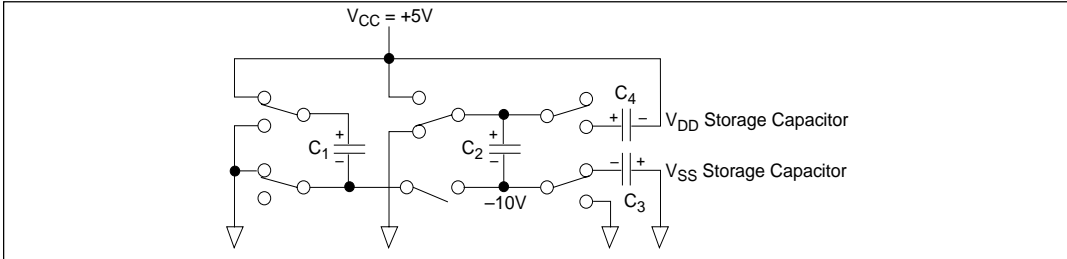 V_CC = +5V
C_4
+ –
V_DD Storage Capacitor
+
C_1
–
+
C_2
–
– +
V_SS Storage Capacitor
C_3
–10V